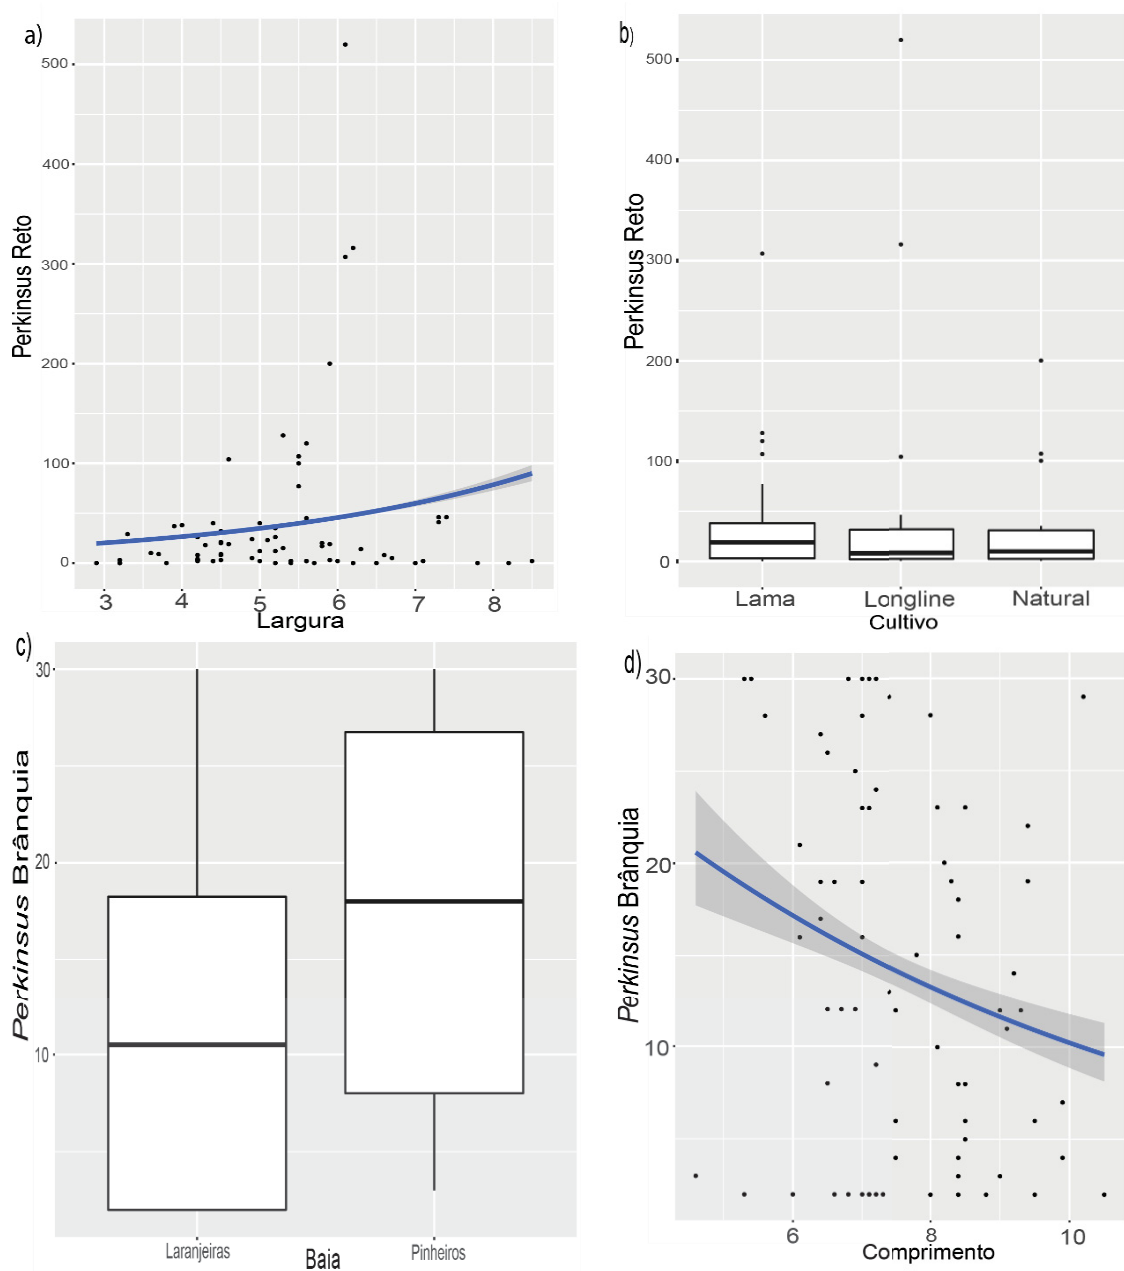 a)
Perkinsus Reto
500
400
300
200
100
0
3 4 5 6 7 8
Largura
b)
Perkinsus Reto
500
400
300
200
100
0
Lama Longline Natural
Cultivo
c)
Perkinsus Brânquia
30
20
10
Laranjeiras Pinheiros
Baia
d)
Perkinsus Brânquia
30
20
10
6 8 10
Comprimento